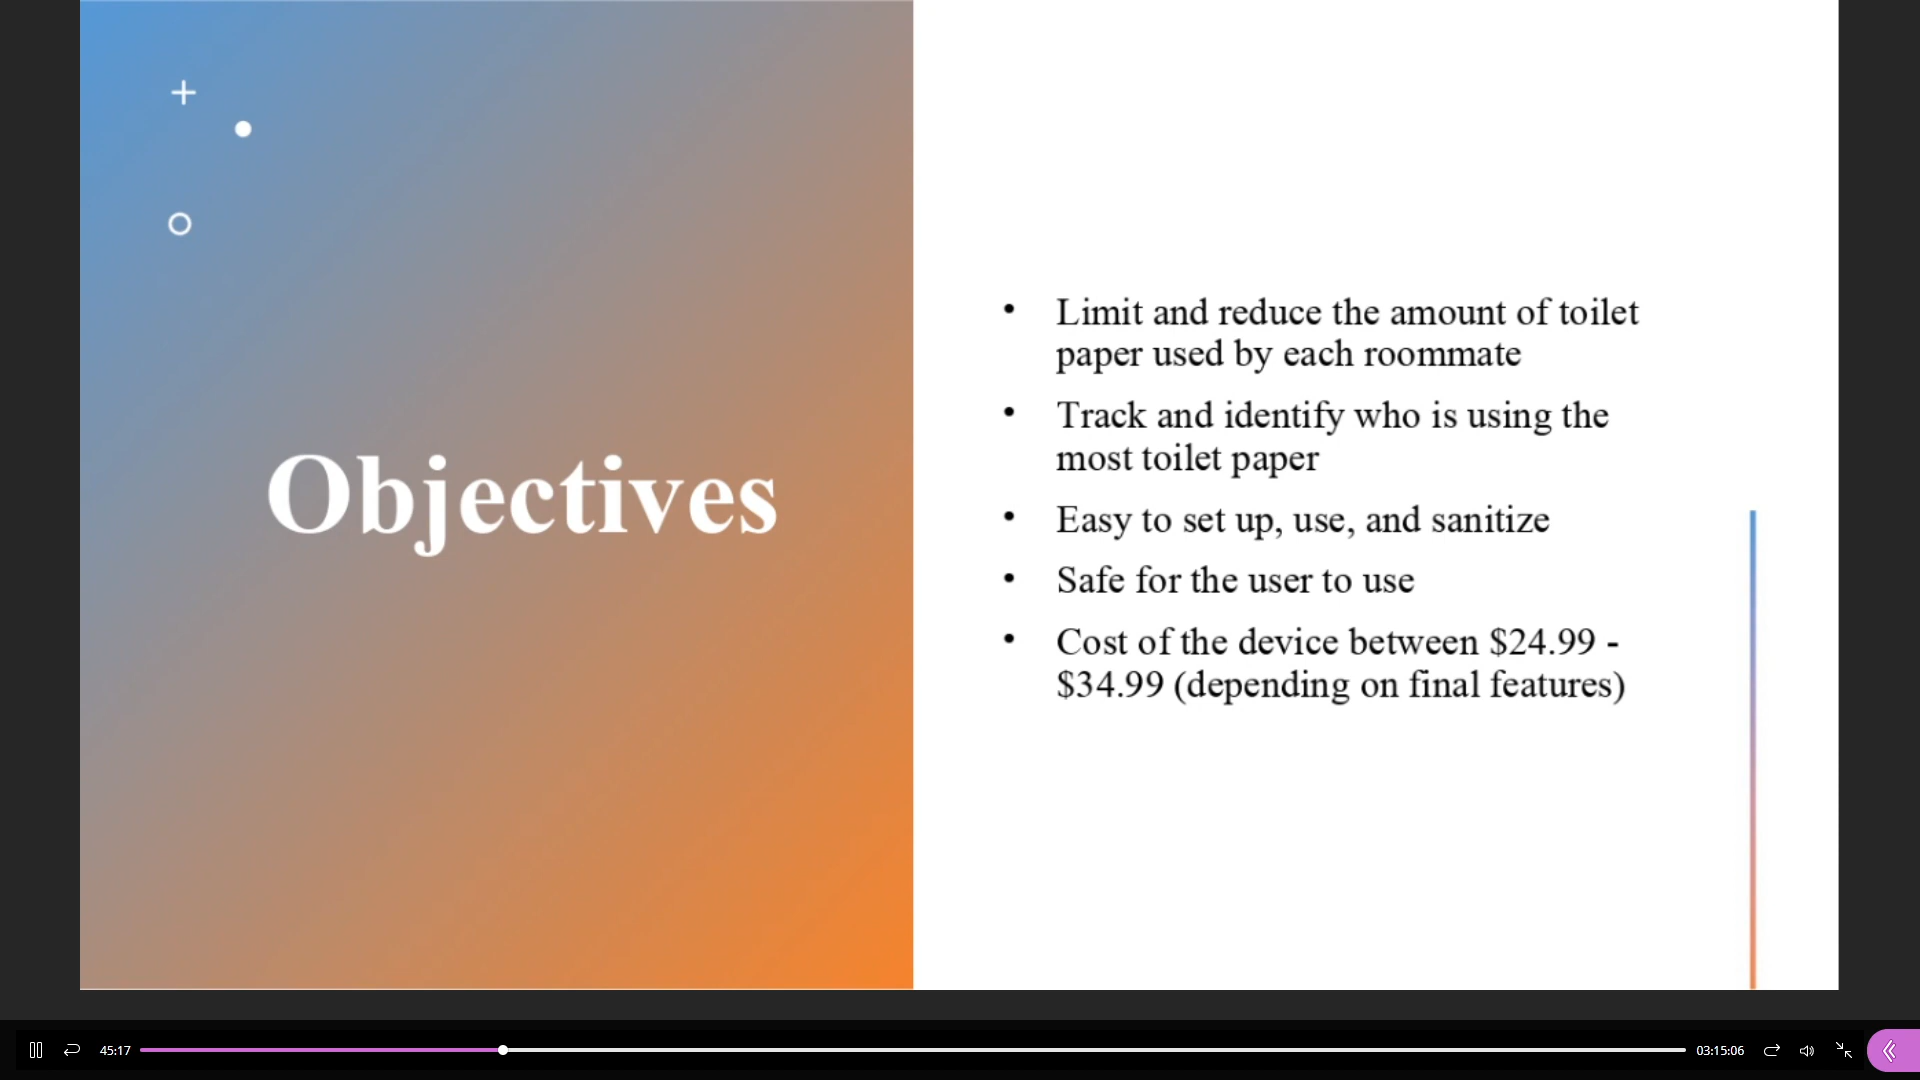 Objectives
• Limit and reduce the amount of toilet
paper used by each roommate
• Track and identify who is using the
most toilet paper
• Easy to set up, use, and sanitize
• Safe for the user to use
• Cost of the device between $24.99 -
$34.99 (depending on final features)
45:17
03:15:06